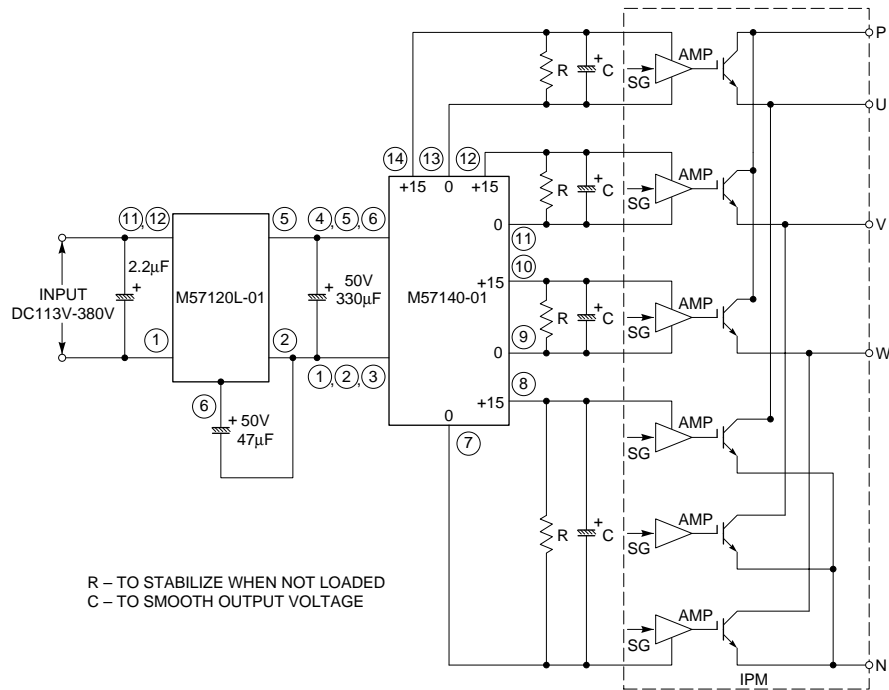 P
AMP
+
R
C
SG
U
14
13
12
+15
0
+15
AMP
+
R
C
SG
11,12
5
4,5,6
V
0
11
2.2µF
+
+
50V
330µF
10
INPUT
DC113V-380V
M57120L-01
M57140-01
+15
AMP
+
R
C
SG
1
2
W
0
9
1,2,3
8
+15
6
+ 50V
47µF
0
7
AMP
SG
+
R
C
AMP
SG
R – TO STABILIZE WHEN NOT LOADED
C – TO SMOOTH OUTPUT VOLTAGE
AMP
SG
N
IPM